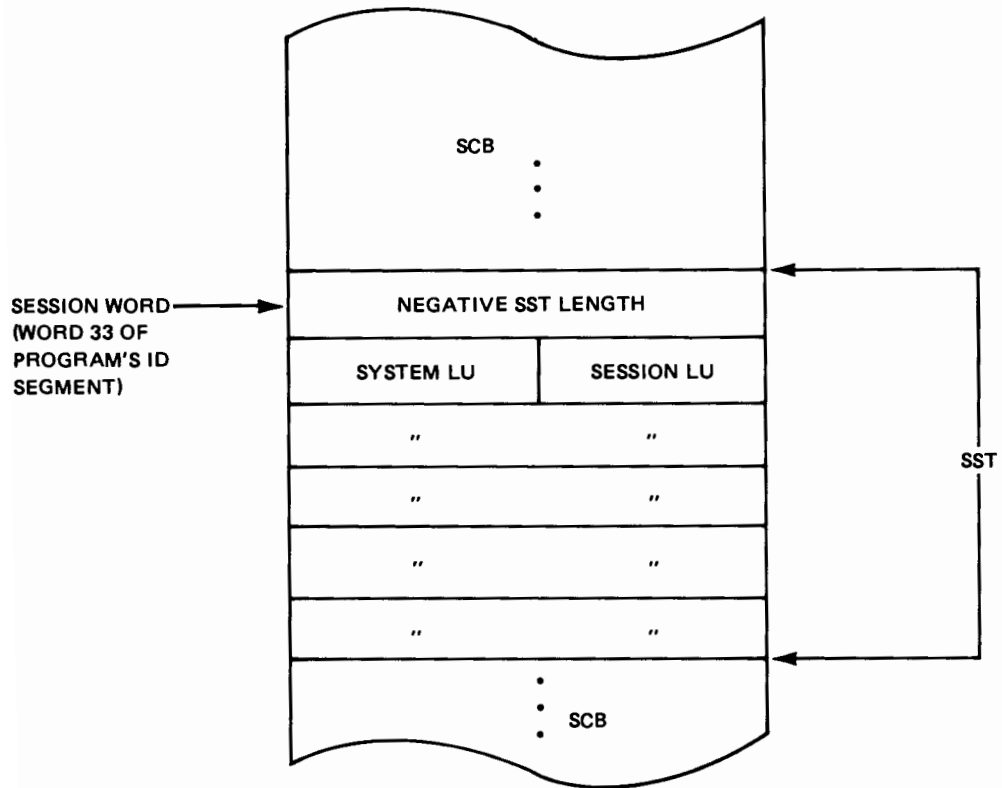 SCB
NEGATIVE SST LENGTH
SESSION WORD
(WORD 33 OF
PROGRAM'S ID
SEGMENT)
SYSTEM LU SESSION LU
" "
" "
SST
" "
" "
SCB